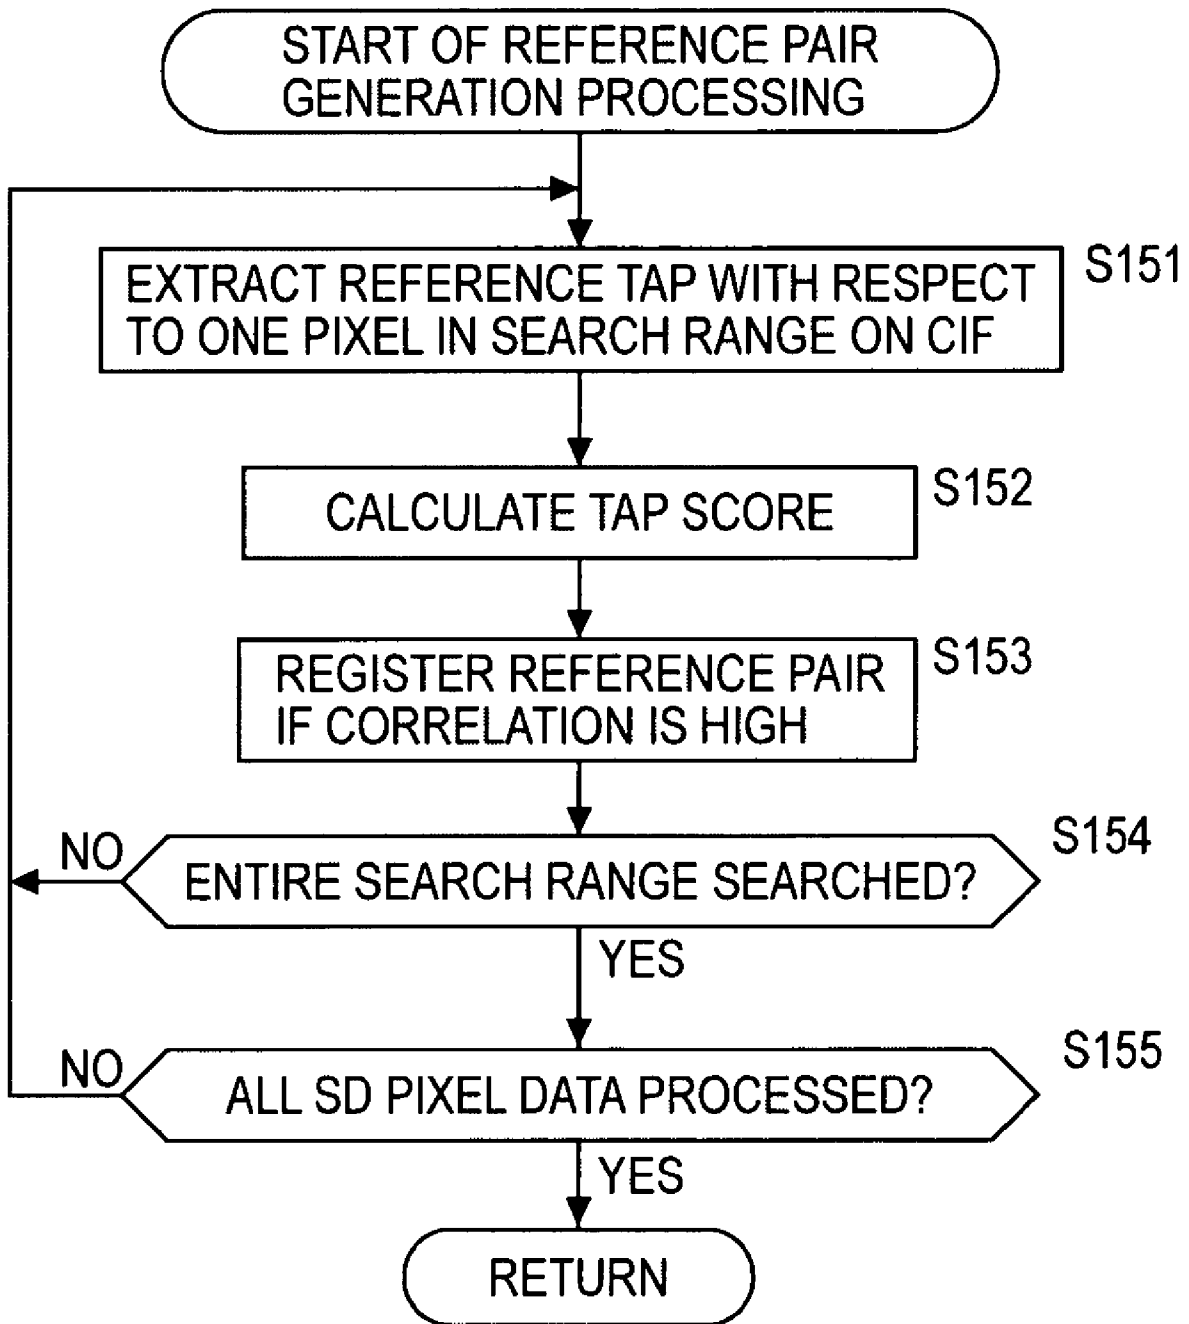 START OF REFERENCE PAIR
GENERATION PROCESSING
S151
EXTRACT REFERENCE TAP WITH RESPECT
TO ONE PIXEL IN SEARCH RANGE ON CIF
S152
CALCULATE TAP SCORE
S153
REGISTER REFERENCE PAIR
IF CORRELATION IS HIGH
S154
NO
ENTIRE SEARCH RANGE SEARCHED?
YES
S155
NO
ALL SD PIXEL DATA PROCESSED?
YES
RETURN